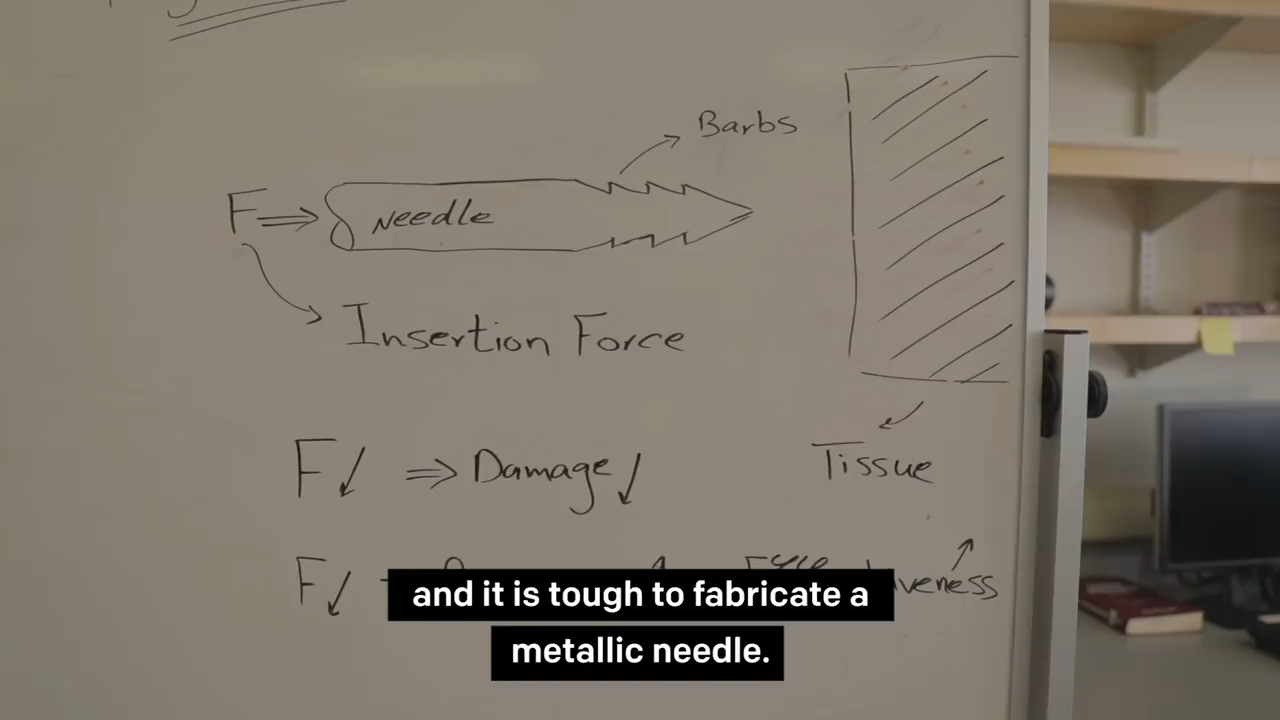 Barbs
F ⇒ Needle
Insertion Force
F↓ ⇒ Damage↓
Tissue
F↓
and it is tough to fabricate a
metallic needle.